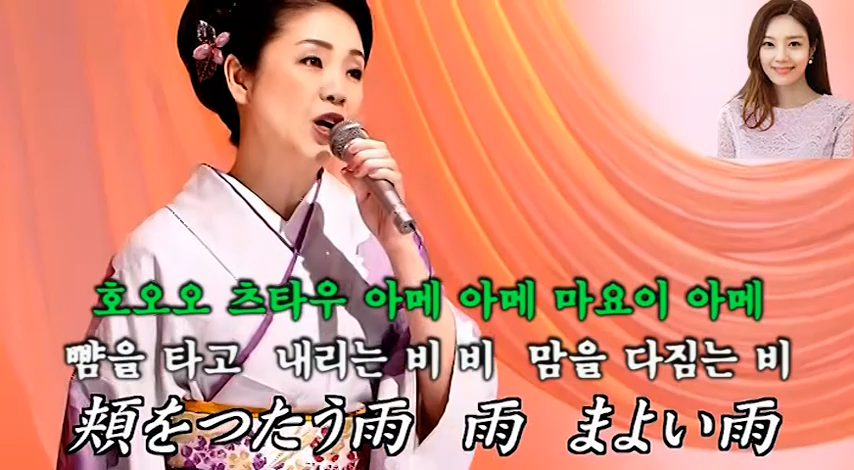 호오오 츠타우 아메 아메 마요이 아메
뺨을 타고 내리는 비 비 맘을 다짐는 비
頬をつたう雨 雨 まよい雨